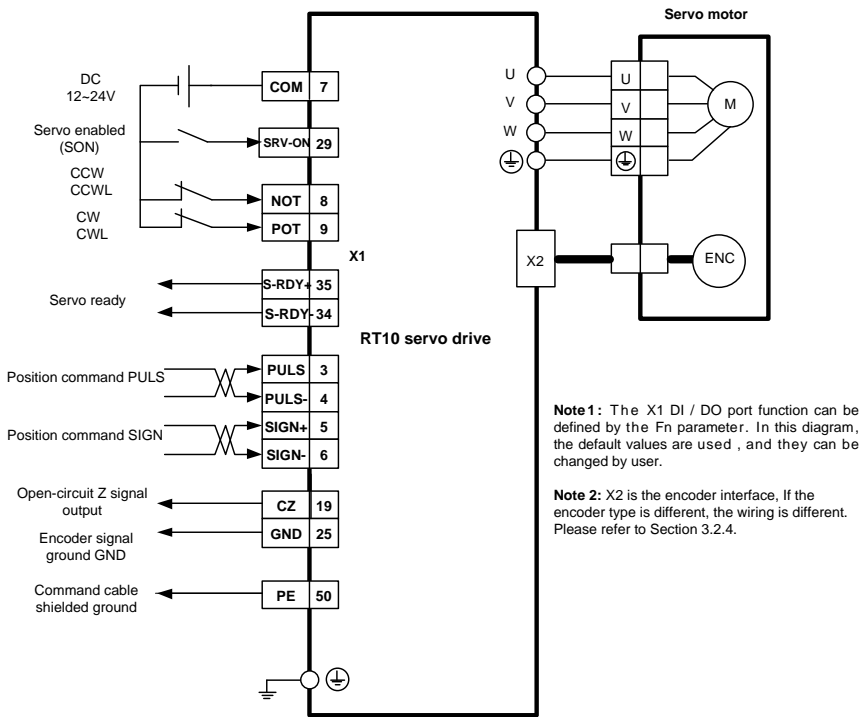 Servo motor
DC
12~24V
COM 7
Servo enabled
(SON)
SRV-ON 29
CCW
CCWL
NOT 8
CW
CWL
POT 9
X1
Servo ready
S-RDY+ 35
S-RDY- 34
RT10 servo drive
Position command PULS
PULS 3
PULS- 4
Position command SIGN
SIGN+ 5
SIGN- 6
Open-circuit Z signal
output
CZ 19
Encoder signal
ground GND
GND 25
Command cable
shielded ground
PE 50
U
V
W
U
V
W
M
X2
ENC
Note1: The X1 DI / DO port function can be
defined by the Fn parameter. In this diagram,
the default values are used , and they can be
changed by user.
Note 2: X2 is the encoder interface, If the
encoder type is different, the wiring is different.
Please refer to Section 3.2.4.